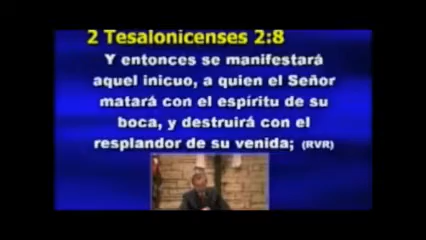 2 Tesalonicenses 2:8
Y entonces se manifestará
aquel inicuo, a quien el Señor
matará con el espíritu de su
boca, y destruirá con el
resplandor de su venida; (RVR)